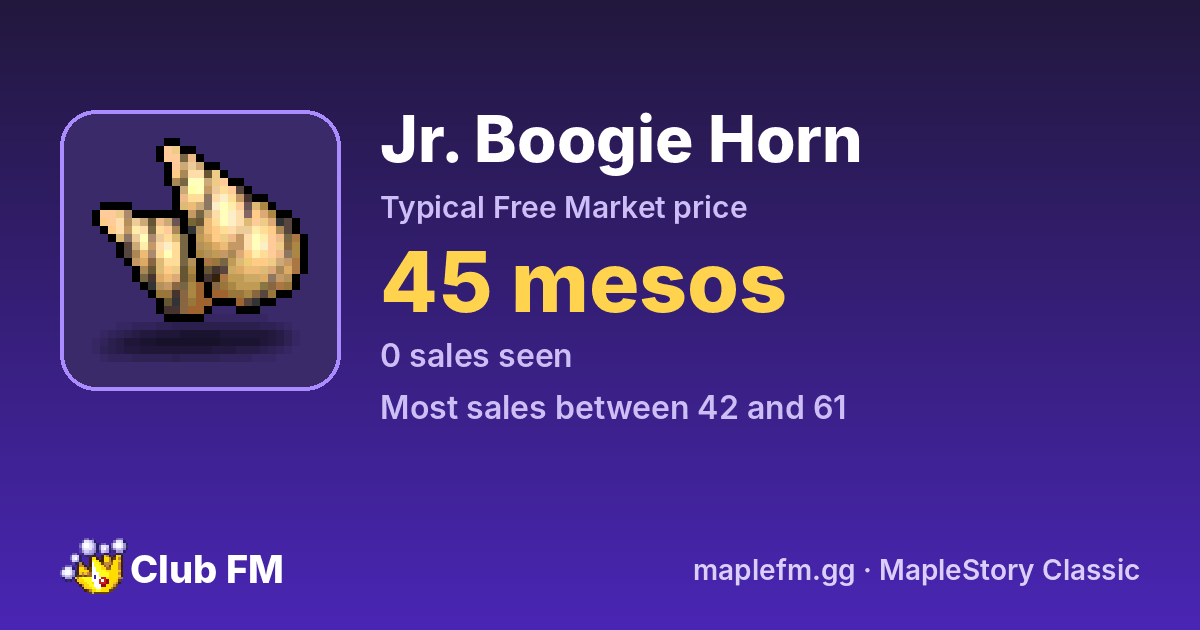 Jr. Boogie Horn
Typical Free Market price
45 mesos
0 sales seen
Most sales between 42 and 61
Club FM
maplefm.gg · MapleStory Classic